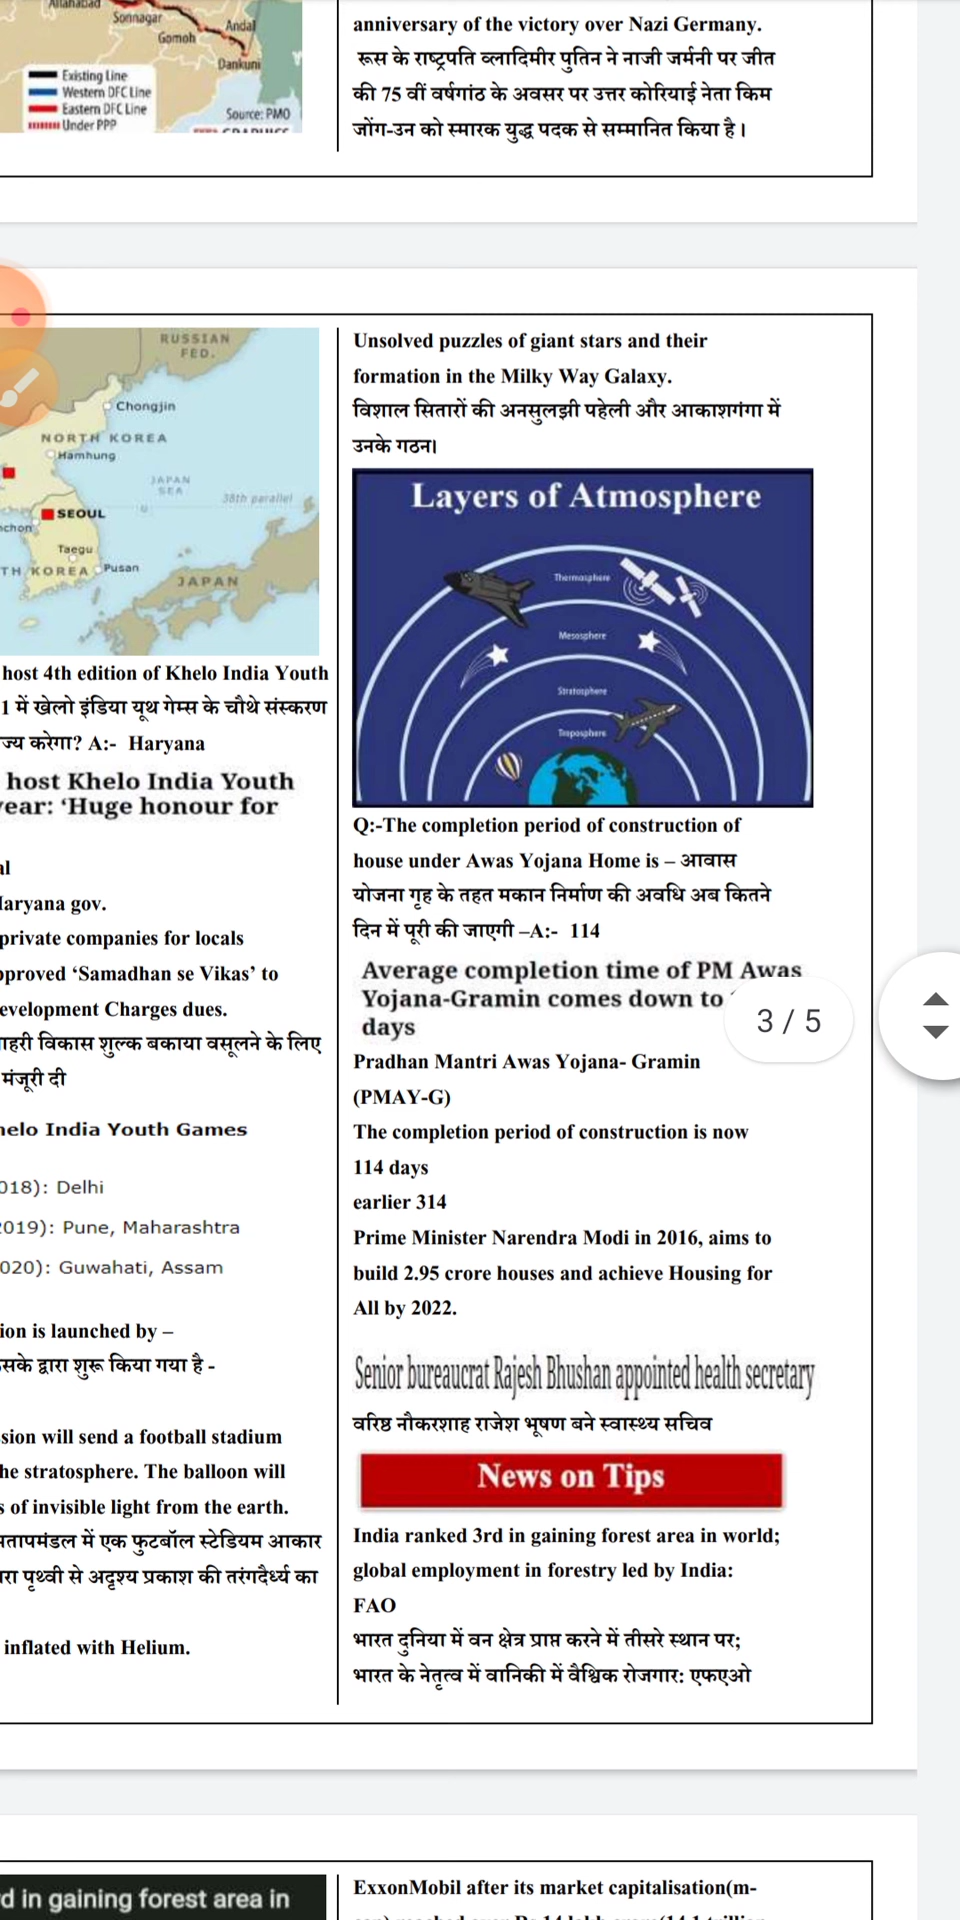 Allahabad
Sonnagar
Andal
Gomoh
Dankuni
Existing Line
Western DFC Line
Eastern DFC Line
Under PPP
Source: PMO
anniversary of the victory over Nazi Germany.
रूस के राष्ट्रपति व्लादिमीर पुतिन ने नाजी जर्मनी पर जीत
की 75 वीं वर्षगांठ के अवसर पर उत्तर कोरियाई नेता किम
जोंग-उन को स्मारक युद्ध पदक से सम्मानित किया है।
RUSSIAN
FED.
Chongjin
NORTH KOREA
Hamhung
JAPAN
SEA
38th parallel
SEOUL
chon
Taegu
TH KOREA
Pusan
JAPAN
host 4th edition of Khelo India Youth
1 में खेलो इंडिया यूथ गेम्स के चौथे संस्करण
ज्य करेगा? A:- Haryana
host Khelo India Youth
ear: ‘Huge honour for
al
Haryana gov.
private companies for locals
pproved ‘Samadhan se Vikas’ to
evelopment Charges dues.
ाहरी विकास शुल्क बकाया वसूलने के लिए
मंजूरी दी
helo India Youth Games
018): Delhi
2019): Pune, Maharashtra
020): Guwahati, Assam
ion is launched by –
सके द्वारा शुरू किया गया है -
sion will send a football stadium
he stratosphere. The balloon will
s of invisible light from the earth.
मतापमंडल में एक फुटबॉल स्टेडियम आकार
रा पृथ्वी से अदृश्य प्रकाश की तरंगदैर्ध्य का
inflated with Helium.
Unsolved puzzles of giant stars and their
formation in the Milky Way Galaxy.
विशाल सितारों की अनसुलझी पहेली और आकाशगंगा में
उनके गठन।
Layers of Atmosphere
Thermosphere
Mesosphere
Stratosphere
Troposphere
Q:-The completion period of construction of
house under Awas Yojana Home is – आवास
योजना गृह के तहत मकान निर्माण की अवधि अब कितने
दिन में पूरी की जाएगी –A:- 114
Average completion time of PM Awas
Yojana-Gramin comes down to
days
3 / 5
Pradhan Mantri Awas Yojana- Gramin
(PMAY-G)
The completion period of construction is now
114 days
earlier 314
Prime Minister Narendra Modi in 2016, aims to
build 2.95 crore houses and achieve Housing for
All by 2022.
Senior bureaucrat Rajesh Bhushan appointed health secretary
वरिष्ठ नौकरशाह राजेश भूषण बने स्वास्थ्य सचिव
News on Tips
India ranked 3rd in gaining forest area in world;
global employment in forestry led by India:
FAO
भारत दुनिया में वन क्षेत्र प्राप्त करने में तीसरे स्थान पर;
भारत के नेतृत्व में वानिकी में वैश्विक रोजगार: एफएओ
d in gaining forest area in
ExxonMobil after its market capitalisation(m-